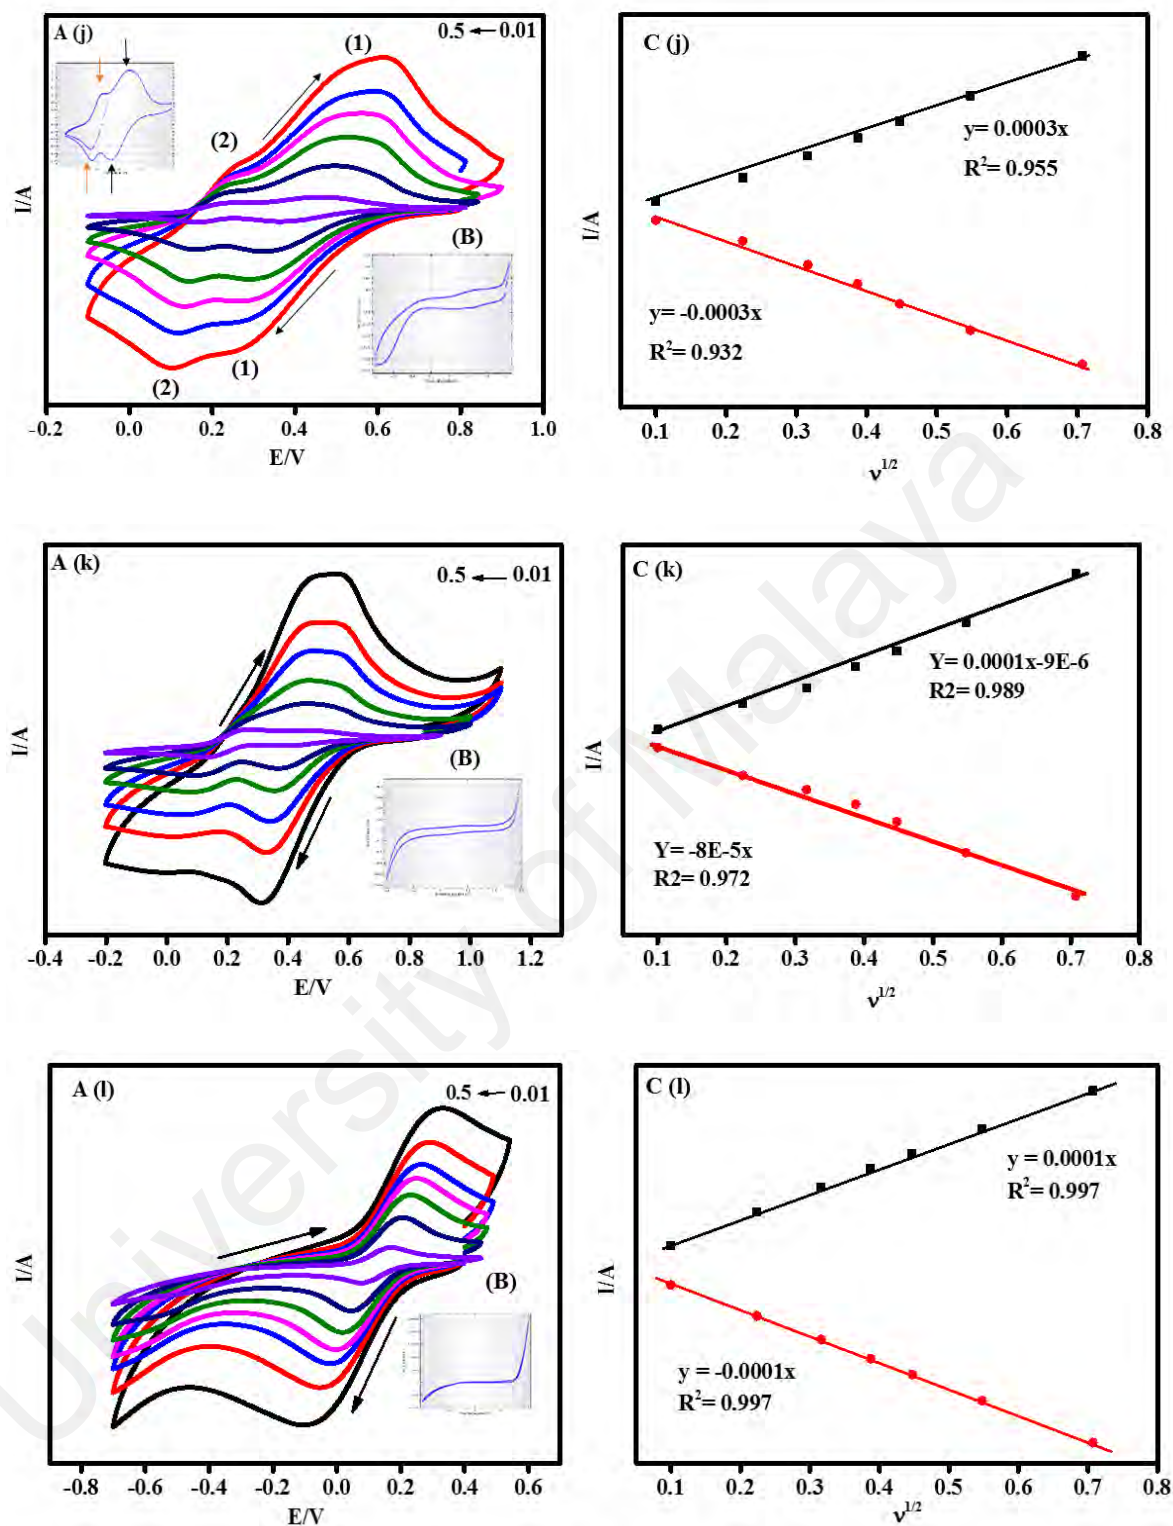 A (j)
0.5 ← 0.01
(1)
(2)
(B)
(1)
(2)
I/A
-0.2 0.0 0.2 0.4 0.6 0.8 1.0
E/V
C (j)
y= 0.0003x
R²= 0.955
y= -0.0003x
R²= 0.932
I/A
0.1 0.2 0.3 0.4 0.5 0.6 0.7 0.8
ν^1/2
A (k)
0.5 ← 0.01
(B)
I/A
-0.4 -0.2 0.0 0.2 0.4 0.6 0.8 1.0 1.2
E/V
C (k)
Y= 0.0001x-9E-6
R2= 0.989
Y= -8E-5x
R2= 0.972
I/A
0.1 0.2 0.3 0.4 0.5 0.6 0.7 0.8
ν^1/2
A (l)
0.5 ← 0.01
(B)
I/A
-0.8 -0.6 -0.4 -0.2 0.0 0.2 0.4 0.6
E/V
C (l)
y = 0.0001x
R²= 0.997
y = -0.0001x
R²= 0.997
I/A
0.1 0.2 0.3 0.4 0.5 0.6 0.7 0.8
ν^1/2
University of Malaya